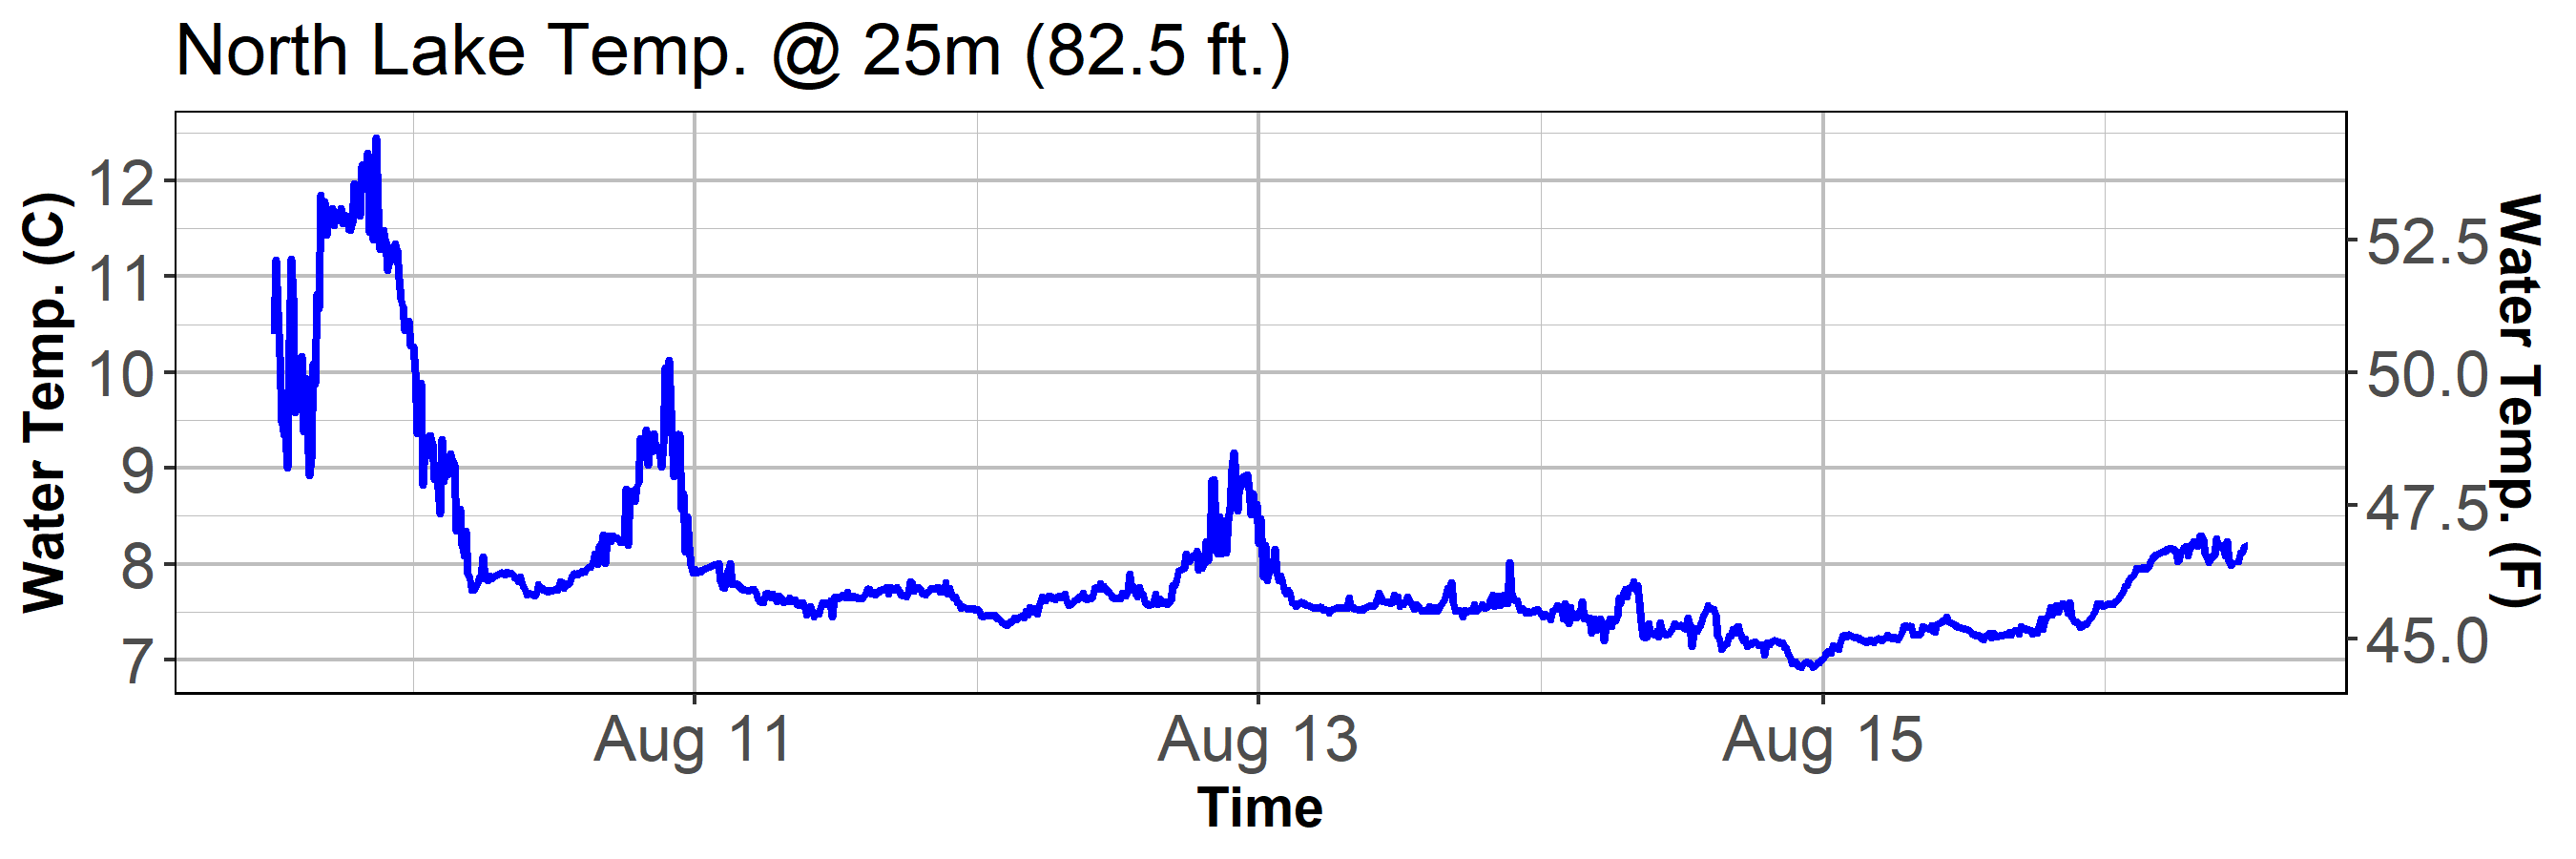 North Lake Temp. @ 25m (82.5 ft.)
Water Temp. (C)
12
11
10
9
8
7
52.5
50.0
47.5
45.0
Water Temp. (F)
Aug 11
Aug 13
Aug 15
Time